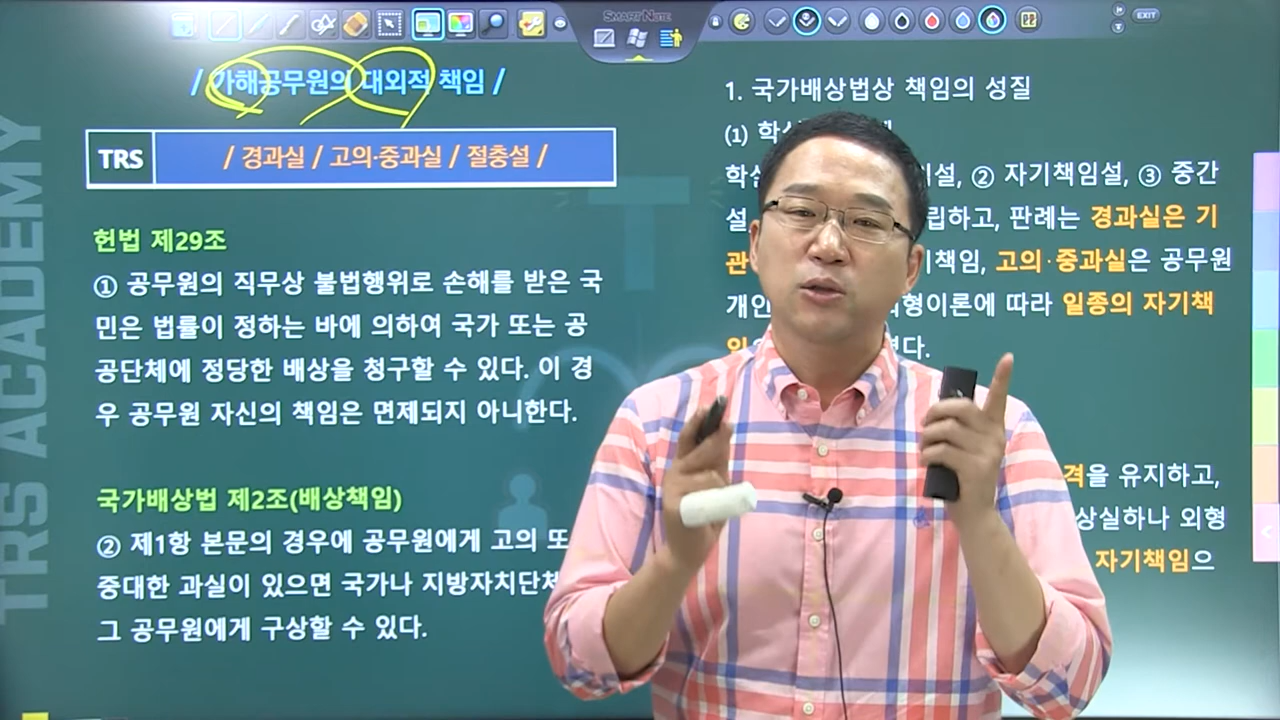 SMART NOTE
EXIT
/ 가해공무원의 대외적 책임 /
TRS
/ 경과실 / 고의·중과실 / 절충설 /
헌법 제29조
① 공무원의 직무상 불법행위로 손해를 받은 국
민은 법률이 정하는 바에 의하여 국가 또는 공
공단체에 정당한 배상을 청구할 수 있다. 이 경
우 공무원 자신의 책임은 면제되지 아니한다.
국가배상법 제2조(배상책임)
② 제1항 본문의 경우에 공무원에게 고의 또
중대한 과실이 있으면 국가나 지방자치단체
그 공무원에게 구상할 수 있다.
1. 국가배상법상 책임의 성질
(1)
설, ② 자기책임설, ③ 중간
설 립하고, 판례는 경과실은 기
관 책임, 고의·중과실은 공무원
개인 형이론에 따라 일종의 자기책
다.
격을 유지하고,
상실하나 외형
자기책임으
TRS ACADEMY